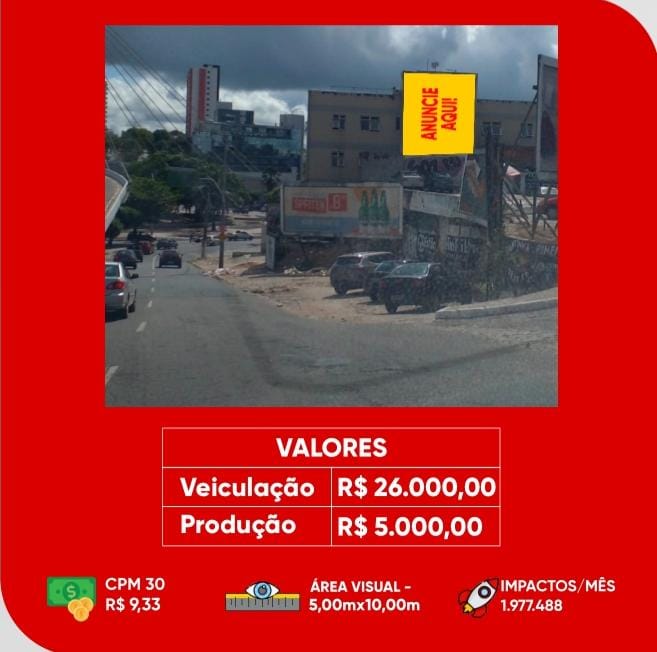 ANUNCIE
AQUI!
VALORES
Veiculação R$ 26.000,00
Produção R$ 5.000,00
CPM 30
R$ 9,33
ÁREA VISUAL -
5,00mx10,00m
IMPACTOS/MÊS
1.977.488